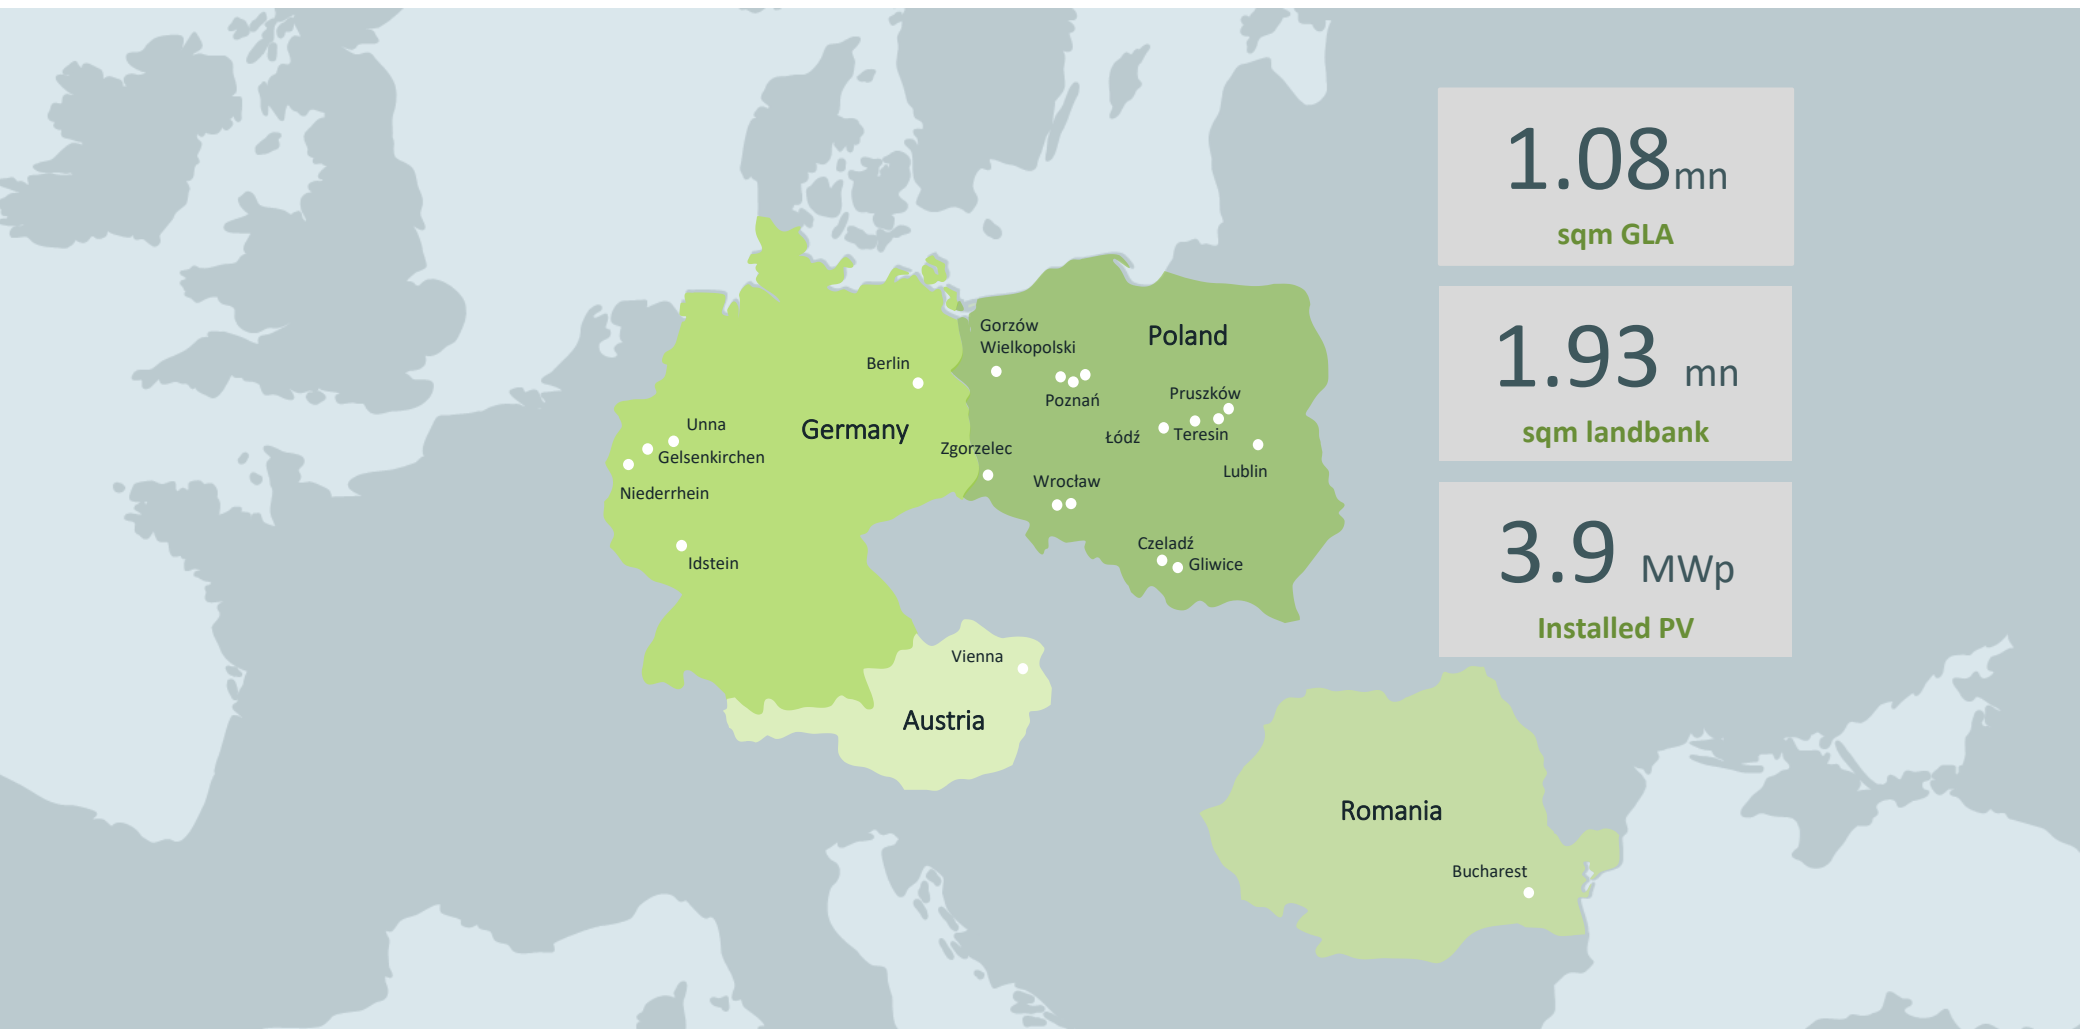 1.08mn
sqm GLA
1.93 mn
sqm landbank
3.9 MWp
Installed PV
Gorzów
Wielkopolski
Poland
Berlin
Poznań
Pruszków
Unna
Germany
Łódź
Teresin
Gelsenkirchen
Zgorzelec
Lublin
Niederrhein
Wrocław
Czeladź
Idstein
Gliwice
Vienna
Austria
Romania
Bucharest